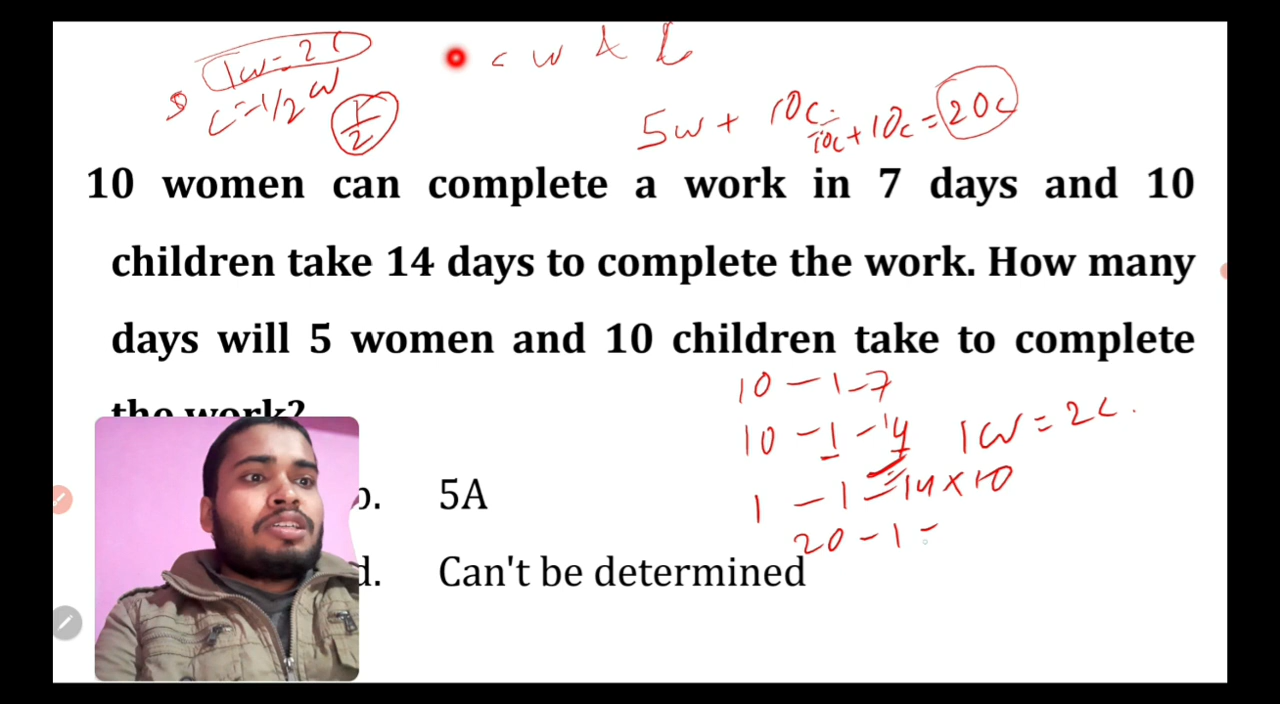 1W = 2C
C = 1/2 W
1/2
5W + 10C
10C + 10C = 20C
10 women can complete a work in 7 days and 10
children take 14 days to complete the work. How many
days will 5 women and 10 children take to complete
the work?
10 - 1 - 7
10 - 1 - 14
1W = 2C.
1 - 1 = 14 × 10
20 - 1 -
b. 5A
d. Can't be determined